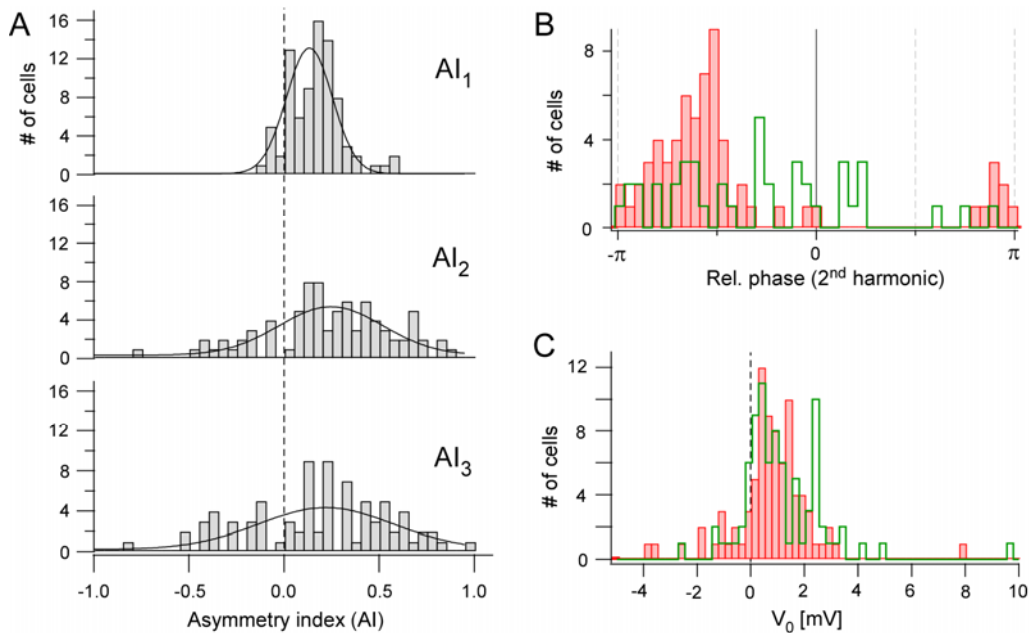 A
16
12
8
4
0
# of cells
AI1
16
12
8
4
0
AI2
16
12
8
4
0
AI3
-1.0 -0.5 0.0 0.5 1.0
Asymmetry index (AI)
B
8
4
0
# of cells
-π 0 π
Rel. phase (2nd harmonic)
C
12
8
4
0
# of cells
-4 -2 0 2 4 6 8 10
V0 [mV]